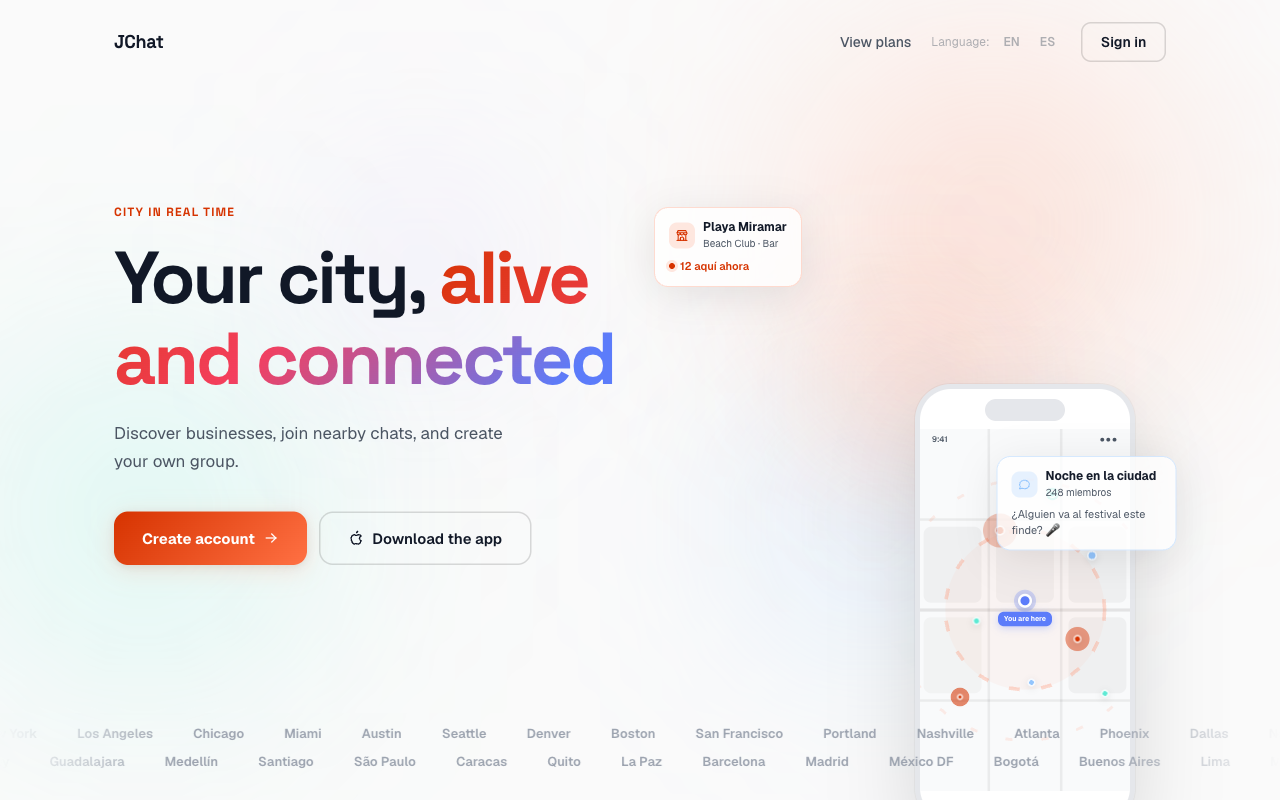 JChat
View plans
Language:
EN
ES
Sign in
CITY IN REAL TIME
Your city, alive
and connected
Discover businesses, join nearby chats, and create
your own group.
Create account
Download the app
Playa Miramar
Beach Club · Bar
12 aquí ahora
9:41
Noche en la ciudad
248 miembros
¿Alguien va al festival este
finde? 🎤
You are here
York Los Angeles Chicago Miami Austin Seattle Denver Boston San Francisco Portland Nashville Atlanta Phoenix Dallas
Guadalajara Medellín Santiago São Paulo Caracas Quito La Paz Barcelona Madrid México DF Bogotá Buenos Aires Lima